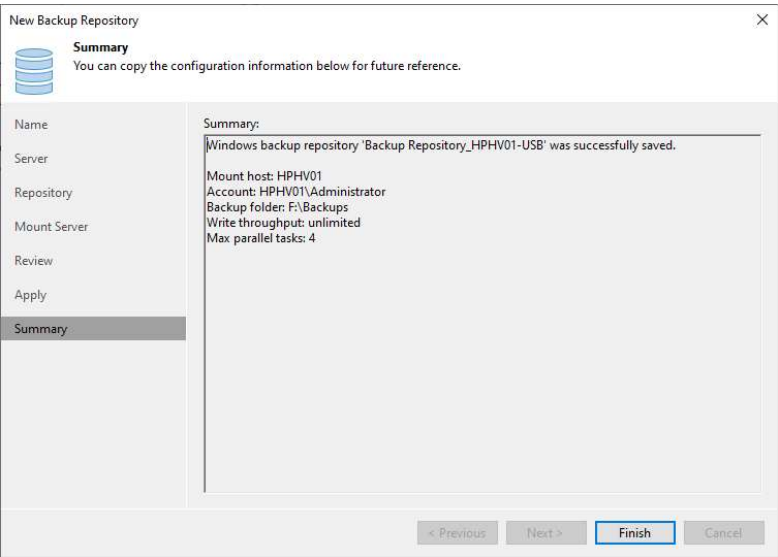 New Backup Repository
Summary
You can copy the configuration information below for future reference.
Name
Server
Repository
Mount Server
Review
Apply
Summary
Summary:
Windows backup repository 'Backup Repository_HPHV01-USB' was successfully saved.
Mount host: HPHV01
Account: HPHV01\Administrator
Backup folder: F:\Backups
Write throughput: unlimited
Max parallel tasks: 4
< Previous
Next >
Finish
Cancel